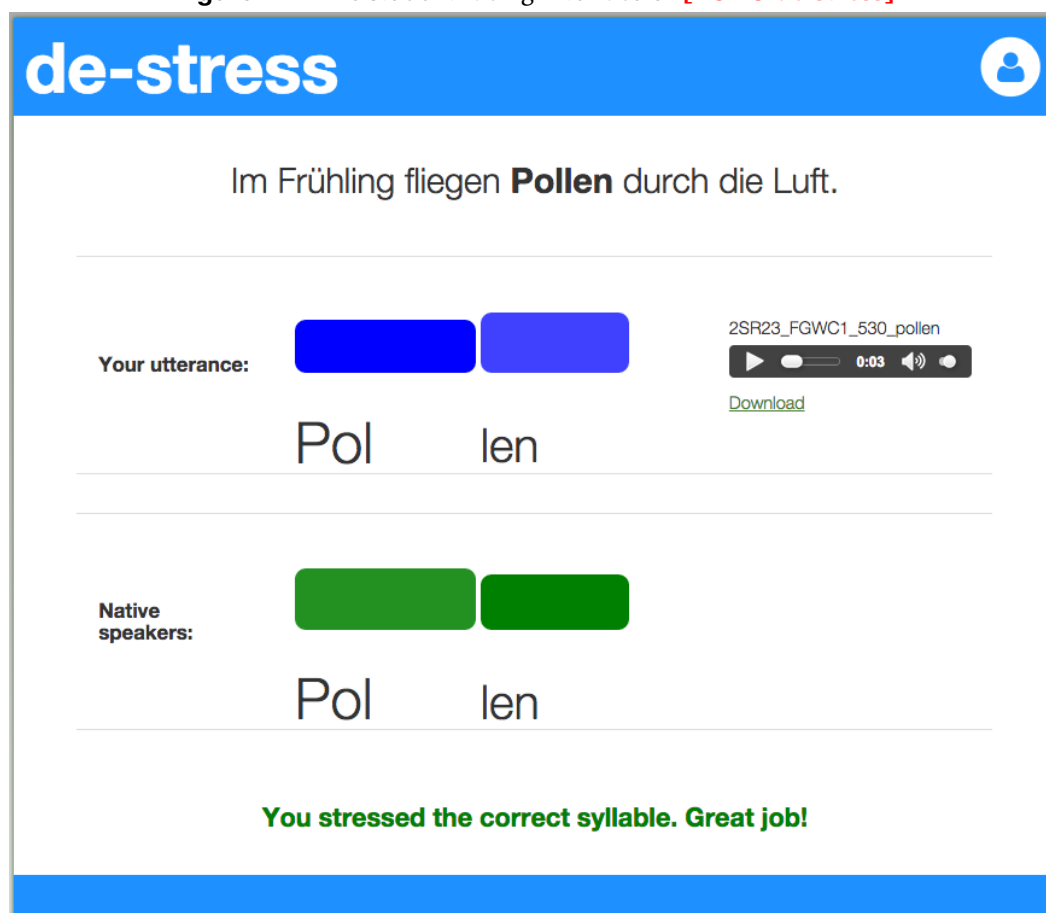 de-stress
Im Frühling fliegen Pollen durch die Luft.
2SR23_FGWC1_530_pollen
0:03
Your utterance:
Download
Pol len
Native
speakers:
Pol len
You stressed the correct syllable. Great job!